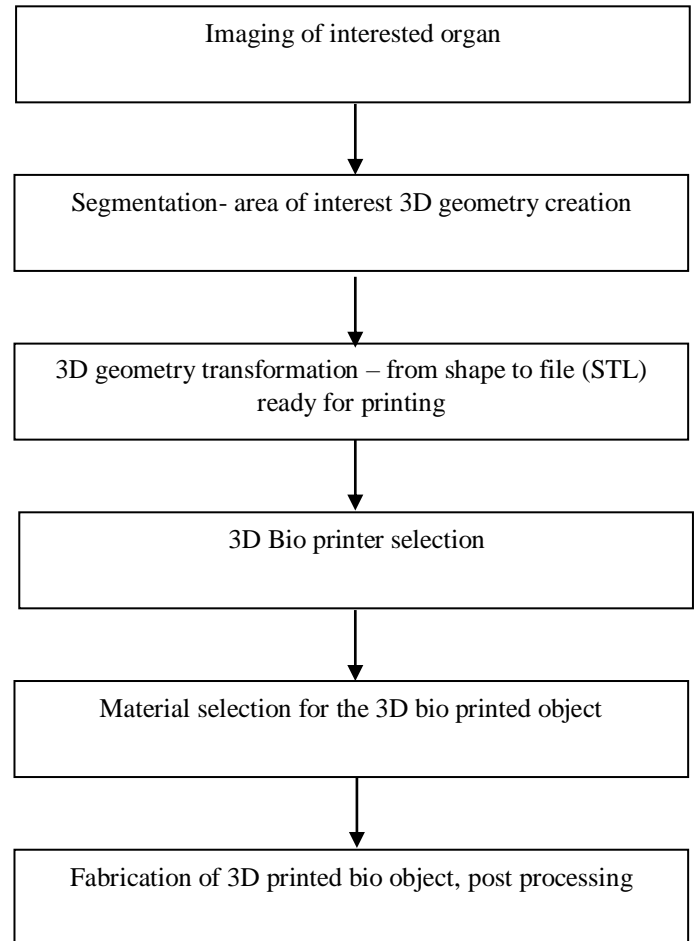 Imaging of interested organ
Segmentation- area of interest 3D geometry creation
3D geometry transformation – from shape to file (STL)
ready for printing
3D Bio printer selection
Material selection for the 3D bio printed object
Fabrication of 3D printed bio object, post processing